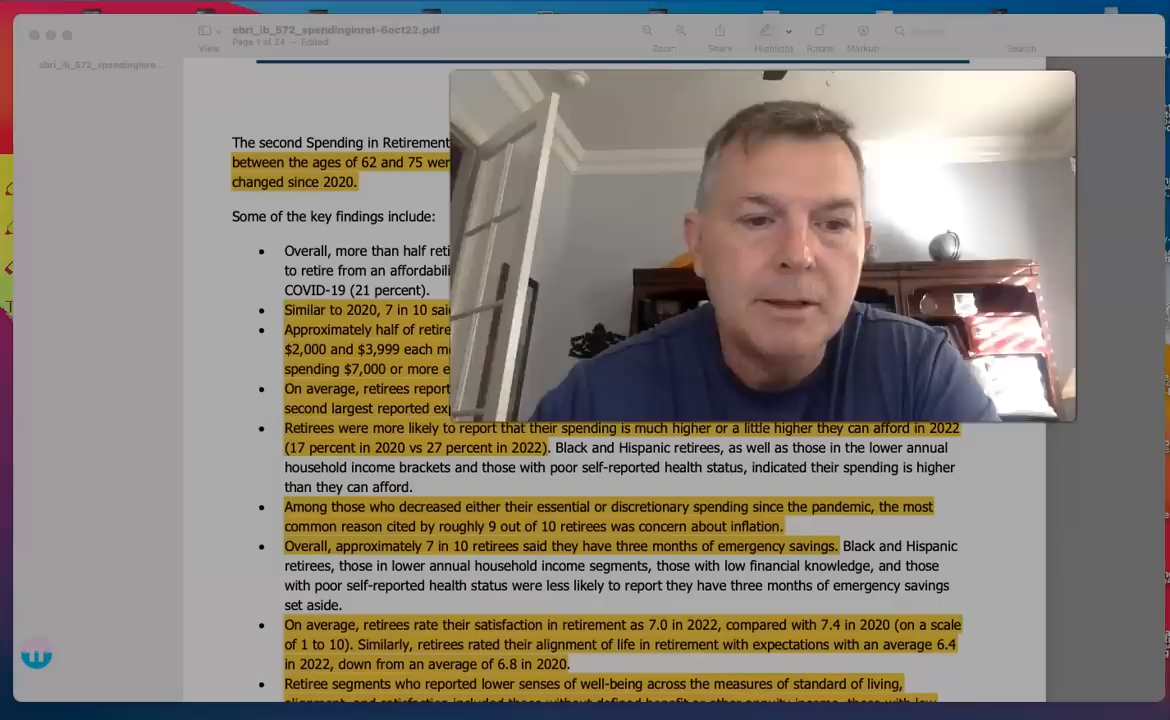 ebri_ib_572_spendinginret-6oct22.pdf
Page 1 of 24 — Edited
View
Zoom
Share
Highlight
Rotate
Markup
Search
Search
ebri_ib_572_spendinginre...
The second Spending in Retirement
between the ages of 62 and 75 wer
changed since 2020.
Some of the key findings include:
• Overall, more than half reti
to retire from an affordabili
COVID-19 (21 percent).
• Similar to 2020, 7 in 10 sai
• Approximately half of retire
$2,000 and $3,999 each m
spending $7,000 or more e
• On average, retirees report
second largest reported ex
• Retirees were more likely to report that their spending is much higher or a little higher they can afford in 2022
(17 percent in 2020 vs 27 percent in 2022). Black and Hispanic retirees, as well as those in the lower annual
household income brackets and those with poor self-reported health status, indicated their spending is higher
than they can afford.
• Among those who decreased either their essential or discretionary spending since the pandemic, the most
common reason cited by roughly 9 out of 10 retirees was concern about inflation.
• Overall, approximately 7 in 10 retirees said they have three months of emergency savings. Black and Hispanic
retirees, those in lower annual household income segments, those with low financial knowledge, and those
with poor self-reported health status were less likely to report they have three months of emergency savings
set aside.
• On average, retirees rate their satisfaction in retirement as 7.0 in 2022, compared with 7.4 in 2020 (on a scale
of 1 to 10). Similarly, retirees rated their alignment of life in retirement with expectations with an average 6.4
in 2022, down from an average of 6.8 in 2020.
• Retiree segments who reported lower senses of well-being across the measures of standard of living,